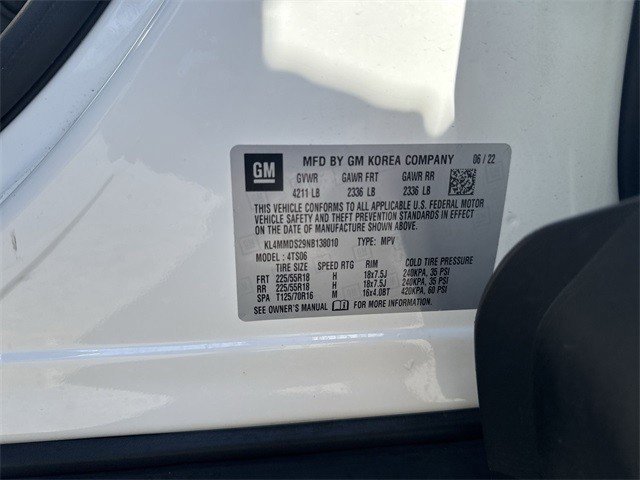 GM MFD BY GM KOREA COMPANY 06/22
GVWR GAWR FRT GAWR RR
4211 LB 2336 LB 2336 LB
THIS VEHICLE CONFORMS TO ALL APPLICABLE U.S. FEDERAL MOTOR
VEHICLE SAFETY AND THEFT PREVENTION STANDARDS IN EFFECT
ON THE DATE OF MANUFACTURE SHOWN ABOVE.
KL4MMDS29NB138010 TYPE: MPV
MODEL: 4TS06
TIRE SIZE SPEED RTG RIM COLD TIRE PRESSURE
FRT 225/55R18 H 18x7.5J 240KPA, 35 PSI
RR 225/55R18 H 18x7.5J 240KPA, 35 PSI
SPA T125/70R16 M 16x4.0BT 420KPA, 60 PSI
SEE OWNER'S MANUAL FOR MORE INFORMATION.